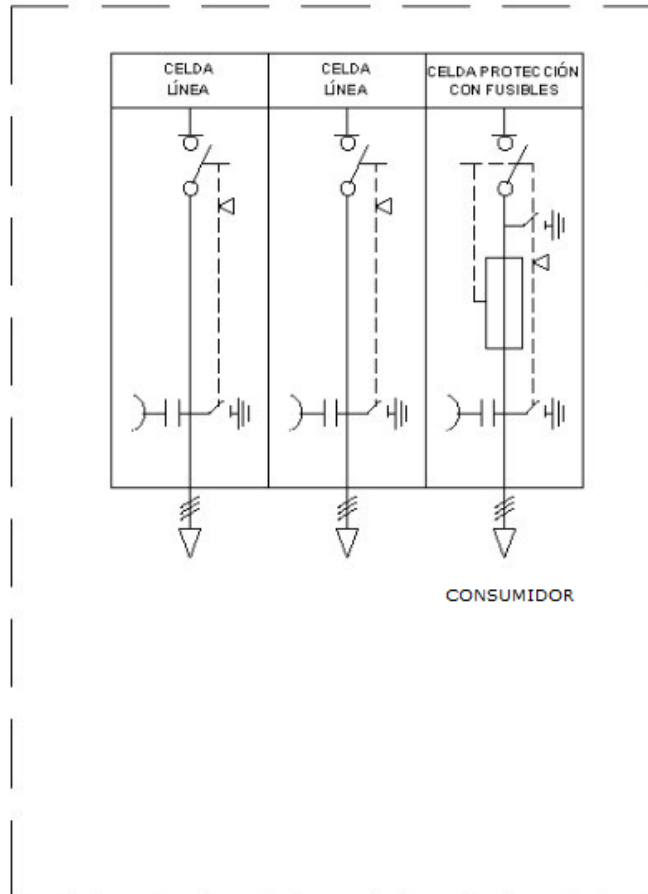 CELDA
LÍNEA
CELDA
LÍNEA
CELDA PROTECCIÓN
CON FUSIBLES
CONSUMIDOR